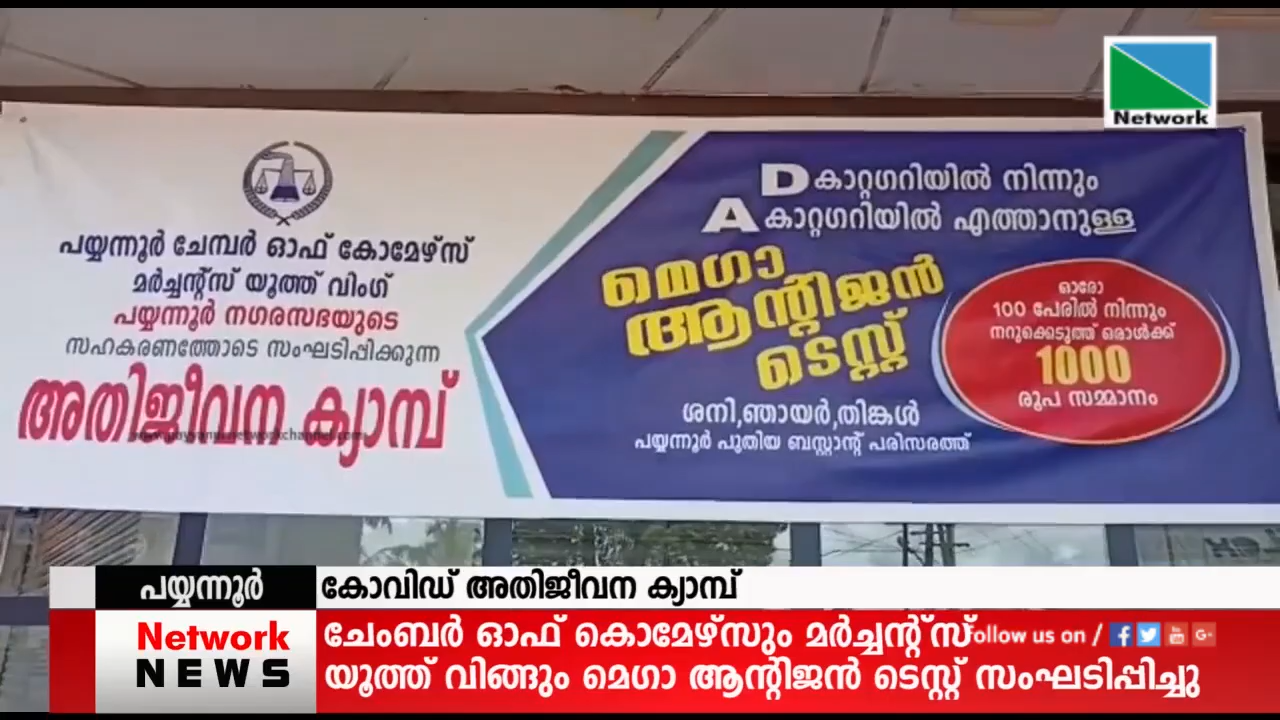 Network
പയ്യന്നൂർ ചേമ്പർ ഓഫ് കോമേഴ്സ്
മർച്ചന്റ്സ് യൂത്ത് വിംഗ്
പയ്യന്നൂർ നഗരസഭയുടെ
സഹകരണത്തോടെ സംഘടിപ്പിക്കുന്ന
അതിജീവന ക്യാമ്പ്
D കാറ്റഗറിയിൽ നിന്നും
A കാറ്റഗറിയിൽ എത്താനുള്ള
മെഗാ
ആന്റിജൻ
ടെസ്റ്റ്
ശനി,ഞായർ,തിങ്കൾ
പയ്യന്നൂർ പുതിയ ബസ്റ്റാന്റ് പരിസരത്ത്
ഓരോ
100 പേരിൽ നിന്നും
നറുക്കെടുത്ത് ഒരാൾക്ക്
1000
രൂപ സമ്മാനം
പയ്യന്നൂർ
കോവിഡ് അതിജീവന ക്യാമ്പ്
Network
NEWS
ചേംബർ ഓഫ് കൊമേഴ്സും മർച്ചന്റ്സ്
Follow us on /
യൂത്ത് വിങ്ങും മെഗാ ആന്റിജൻ ടെസ്റ്റ് സംഘടിപ്പിച്ചു